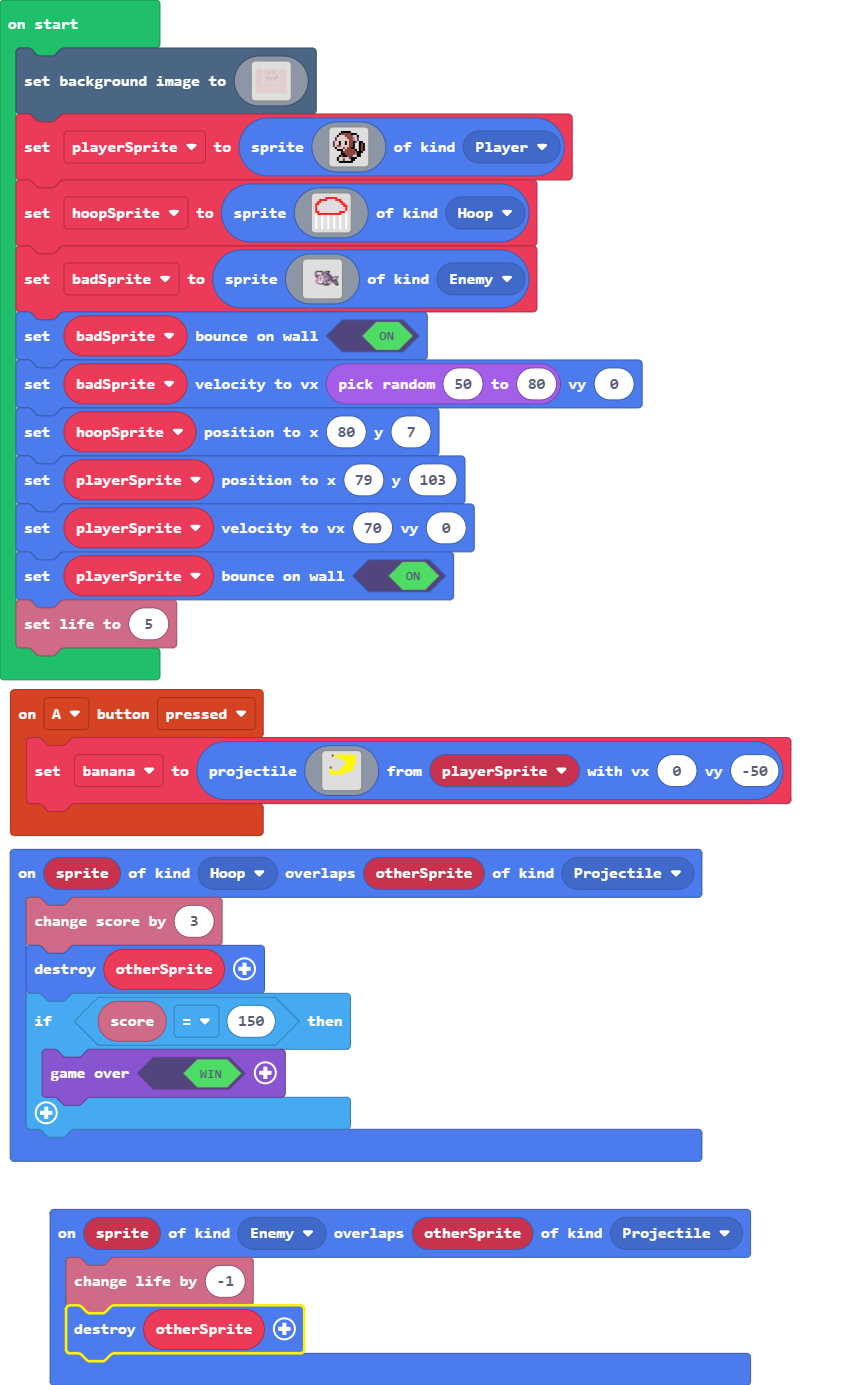 on start
set background image to
set playerSprite to sprite of kind Player
set hoopSprite to sprite of kind Hoop
set badSprite to sprite of kind Enemy
set badSprite bounce on wall ON
set badSprite velocity to vx pick random 50 to 80 vy 0
set hoopSprite position to x 80 y 7
set playerSprite position to x 79 y 103
set playerSprite velocity to vx 70 vy 0
set playerSprite bounce on wall ON
set life to 5
on A button pressed
set banana to projectile from playerSprite with vx 0 vy -50
on sprite of kind Hoop overlaps otherSprite of kind Projectile
change score by 3
destroy otherSprite
if score = 150 then
game over WIN
on sprite of kind Enemy overlaps otherSprite of kind Projectile
change life by -1
destroy otherSprite